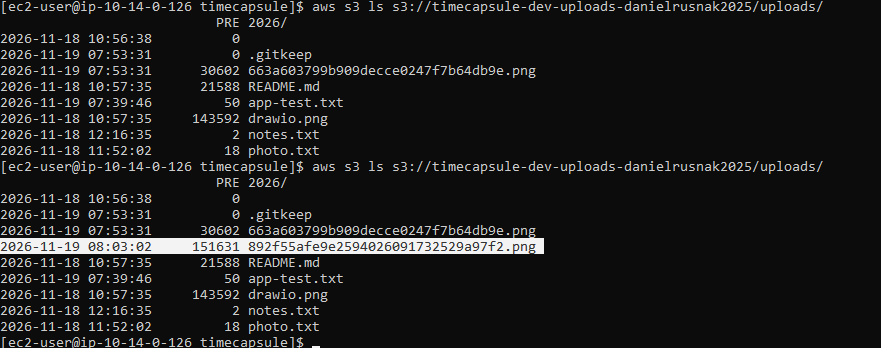 [ec2-user@ip-10-14-0-126 timecapsule]$ aws s3 ls s3://timecapsule-dev-uploads-danielrusnak2025/uploads/
                           PRE 2026/
2026-11-18 10:56:38          0
2026-11-19 07:53:31          0 .gitkeep
2026-11-19 07:53:31      30602 663a603799b909decce0247f7b64db9e.png
2026-11-18 10:57:35      21588 README.md
2026-11-19 07:39:46         50 app-test.txt
2026-11-18 10:57:35     143592 drawio.png
2026-11-18 12:16:35          2 notes.txt
2026-11-18 11:52:02         18 photo.txt
[ec2-user@ip-10-14-0-126 timecapsule]$ aws s3 ls s3://timecapsule-dev-uploads-danielrusnak2025/uploads/
                           PRE 2026/
2026-11-18 10:56:38          0
2026-11-19 07:53:31          0 .gitkeep
2026-11-19 07:53:31      30602 663a603799b909decce0247f7b64db9e.png
2026-11-19 08:03:02     151631 892f55afe9e2594026091732529a97f2.png
2026-11-18 10:57:35      21588 README.md
2026-11-19 07:39:46         50 app-test.txt
2026-11-18 10:57:35     143592 drawio.png
2026-11-18 12:16:35          2 notes.txt
2026-11-18 11:52:02         18 photo.txt
[ec2-user@ip-10-14-0-126 timecapsule]$